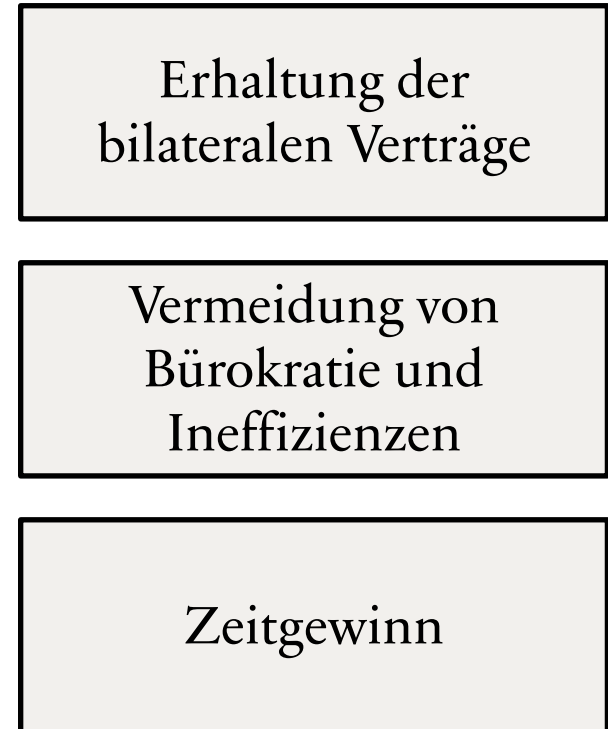 Erhaltung der
bilateralen Verträge
Vermeidung von
Bürokratie und
Ineffizienzen
Zeitgewinn